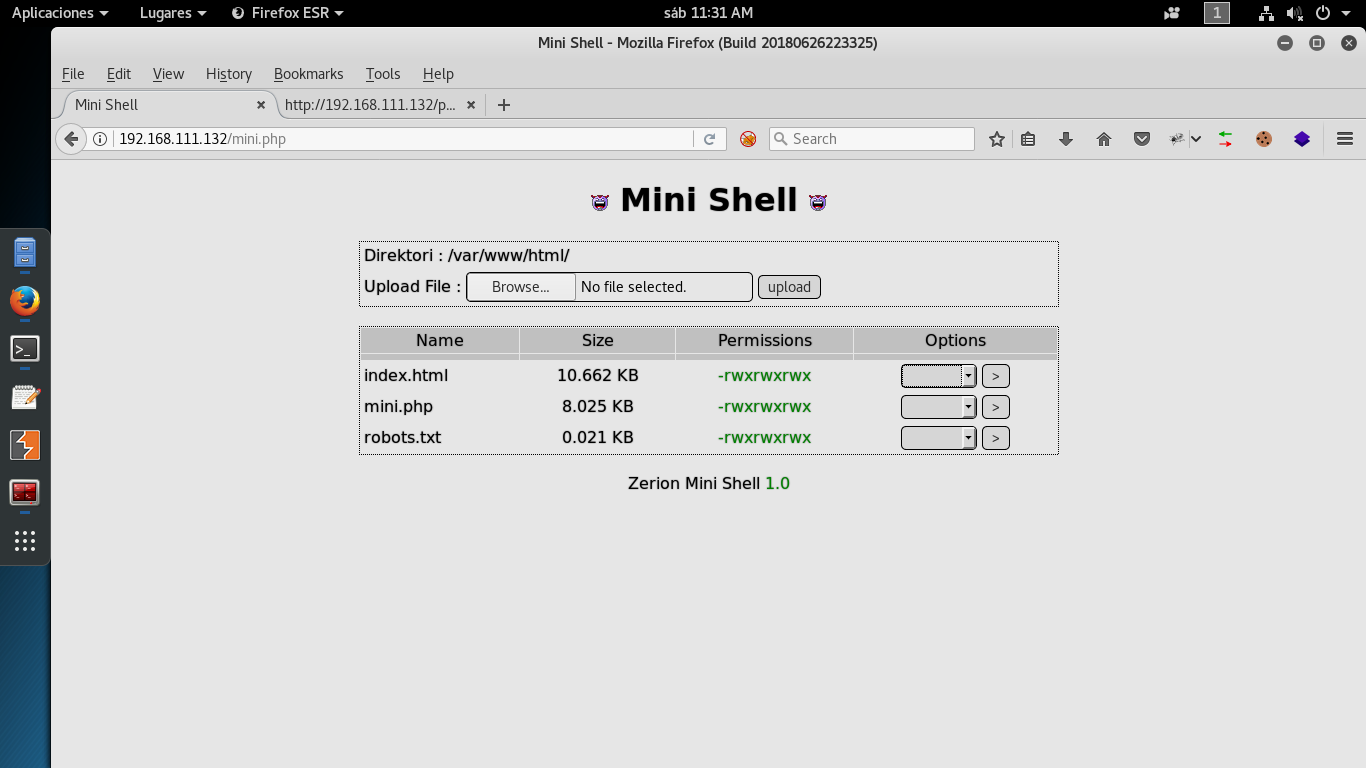 Aplicaciones Lugares Firefox ESR sáb 11:31 AM 1
Mini Shell - Mozilla Firefox (Build 20180626223325)
File Edit View History Bookmarks Tools Help
Mini Shell http://192.168.111.132/p...
192.168.111.132/mini.php Search
Mini Shell
Direktori : /var/www/html/
Upload File : Browse... No file selected. upload
Name Size Permissions Options
index.html 10.662 KB -rwxrwxrwx >
mini.php 8.025 KB -rwxrwxrwx >
robots.txt 0.021 KB -rwxrwxrwx >
Zerion Mini Shell 1.0